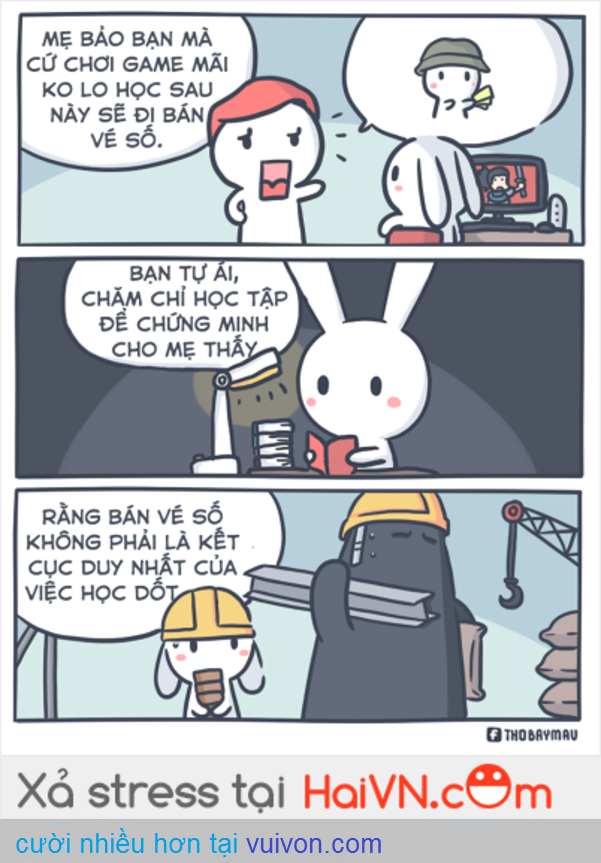 MẸ BẢO BẠN MÀ
CỨ CHƠI GAME MÃI
KO LO HỌC SAU
NÀY SẼ ĐI BÁN
VÉ SỐ.
BẠN TỰ ÁI,
CHĂM CHỈ HỌC TẬP
ĐỂ CHỨNG MINH
CHO MẸ THẤY
RẰNG BÁN VÉ SỐ
KHÔNG PHẢI LÀ KẾT
CỤC DUY NHẤT CỦA
VIỆC HỌC DỐT.
THOBAYMAU
Xả stress tại HaiVN.com
cười nhiều hơn tại vuivon.com